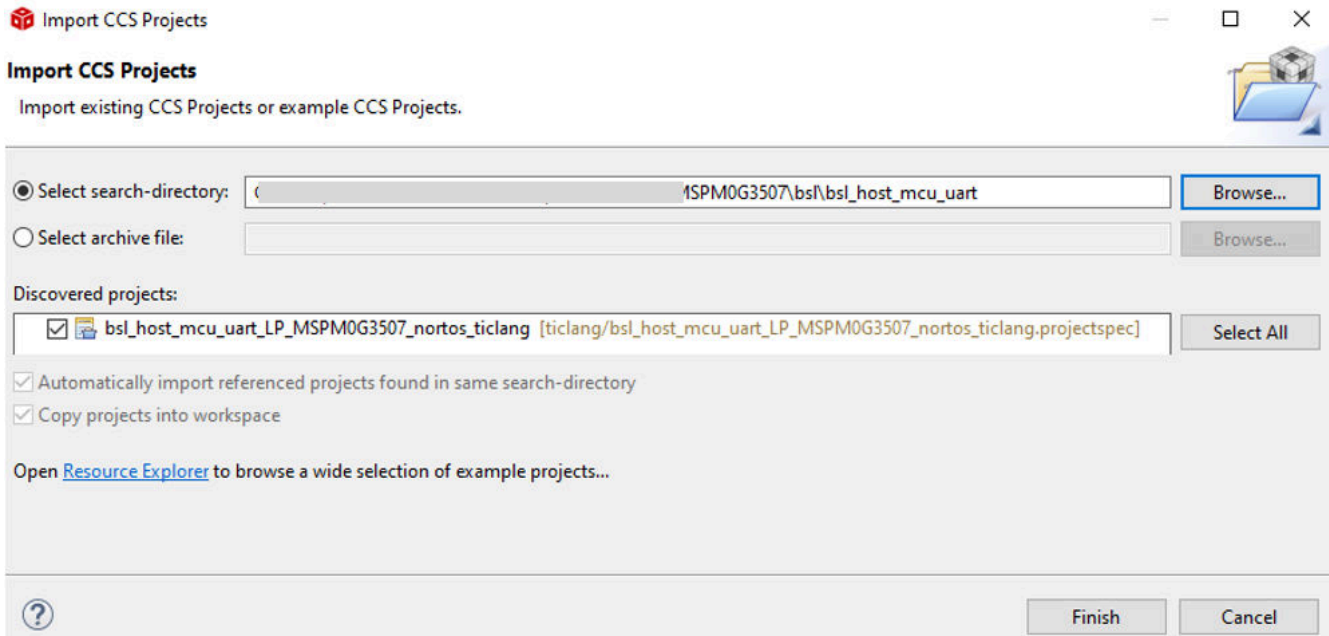 Import CCS Projects
Import CCS Projects
Import existing CCS Projects or example CCS Projects.
Select search-directory: MSPM0G3507\bsl\bsl_host_mcu_uart Browse...
Select archive file: Browse...
Discovered projects:
bsl_host_mcu_uart_LP_MSPM0G3507_nortos_ticlang [ticlang/bsl_host_mcu_uart_LP_MSPM0G3507_nortos_ticlang.projectspec] Select All
Automatically import referenced projects found in same search-directory
Copy projects into workspace
Open Resource Explorer to browse a wide selection of example projects...
? Finish Cancel